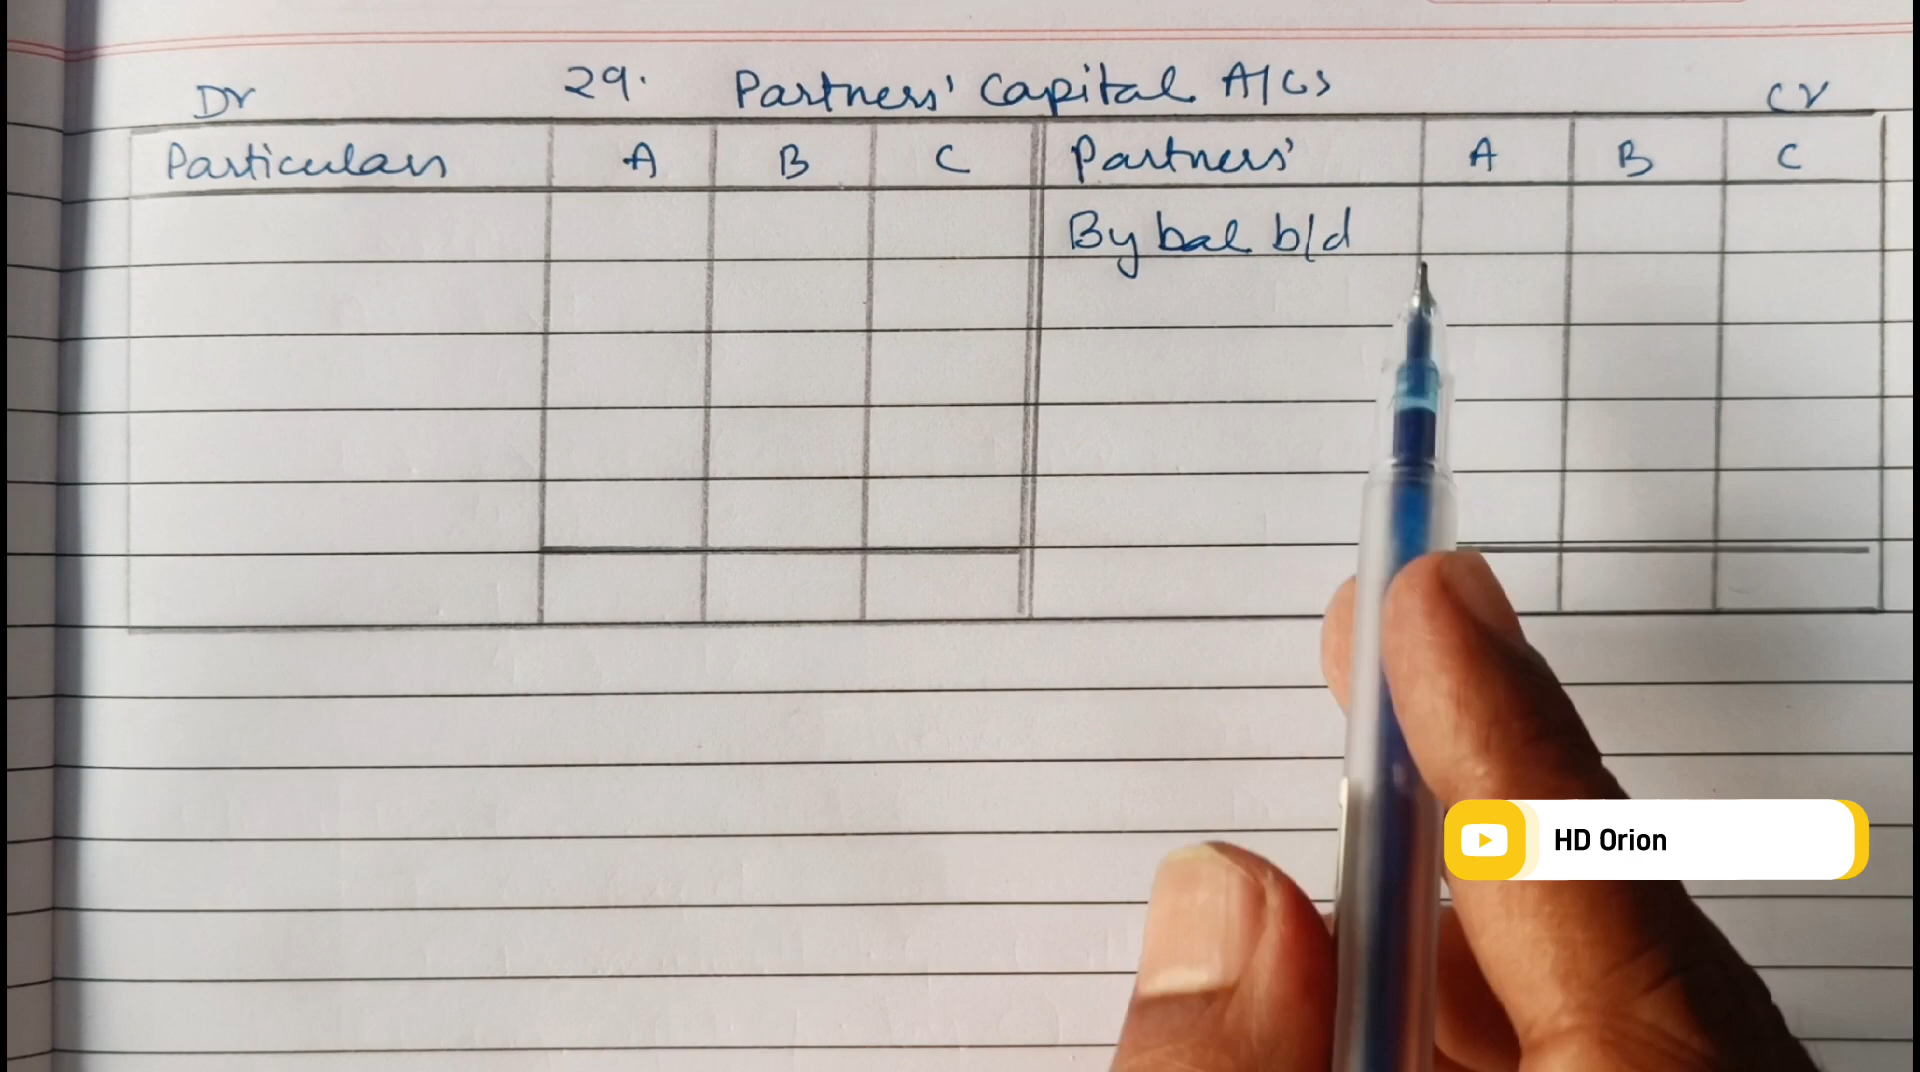 29. Partners' Capital A/Cs
Dr Cr
Particulars A B C Partners' A B C
By bal b/d
HD Orion